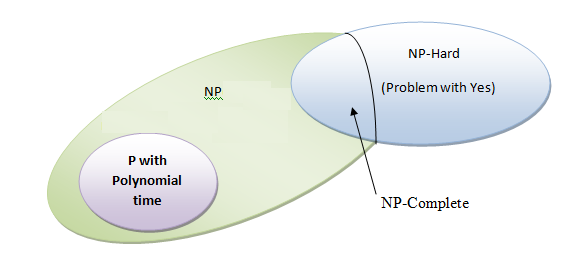 NP-Hard
(Problem with Yes)
NP
P with
Polynomial
time
NP-Complete